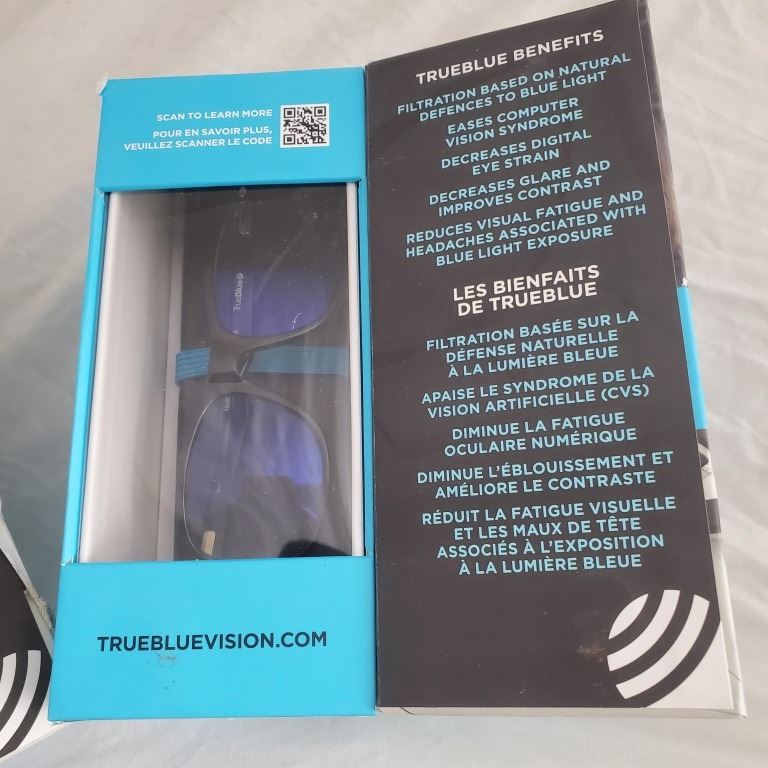 SCAN TO LEARN MORE
POUR EN SAVOIR PLUS,
VEUILLEZ SCANNER LE CODE
TrueBlue
TRUEBLUEVISION.COM
TRUEBLUE BENEFITS
FILTRATION BASED ON NATURAL
DEFENCES TO BLUE LIGHT
EASES COMPUTER
VISION SYNDROME
DECREASES DIGITAL
EYE STRAIN
DECREASES GLARE AND
IMPROVES CONTRAST
REDUCES VISUAL FATIGUE AND
HEADACHES ASSOCIATED WITH
BLUE LIGHT EXPOSURE
LES BIENFAITS
DE TRUEBLUE
FILTRATION BASÉE SUR LA
DÉFENSE NATURELLE
À LA LUMIÈRE BLEUE
APAISE LE SYNDROME DE LA
VISION ARTIFICIELLE (CVS)
DIMINUE LA FATIGUE
OCULAIRE NUMÉRIQUE
DIMINUE L'ÉBLOUISSEMENT ET
AMÉLIORE LE CONTRASTE
RÉDUIT LA FATIGUE VISUELLE
ET LES MAUX DE TÊTE
ASSOCIÉS À L'EXPOSITION
À LA LUMIÈRE BLEUE